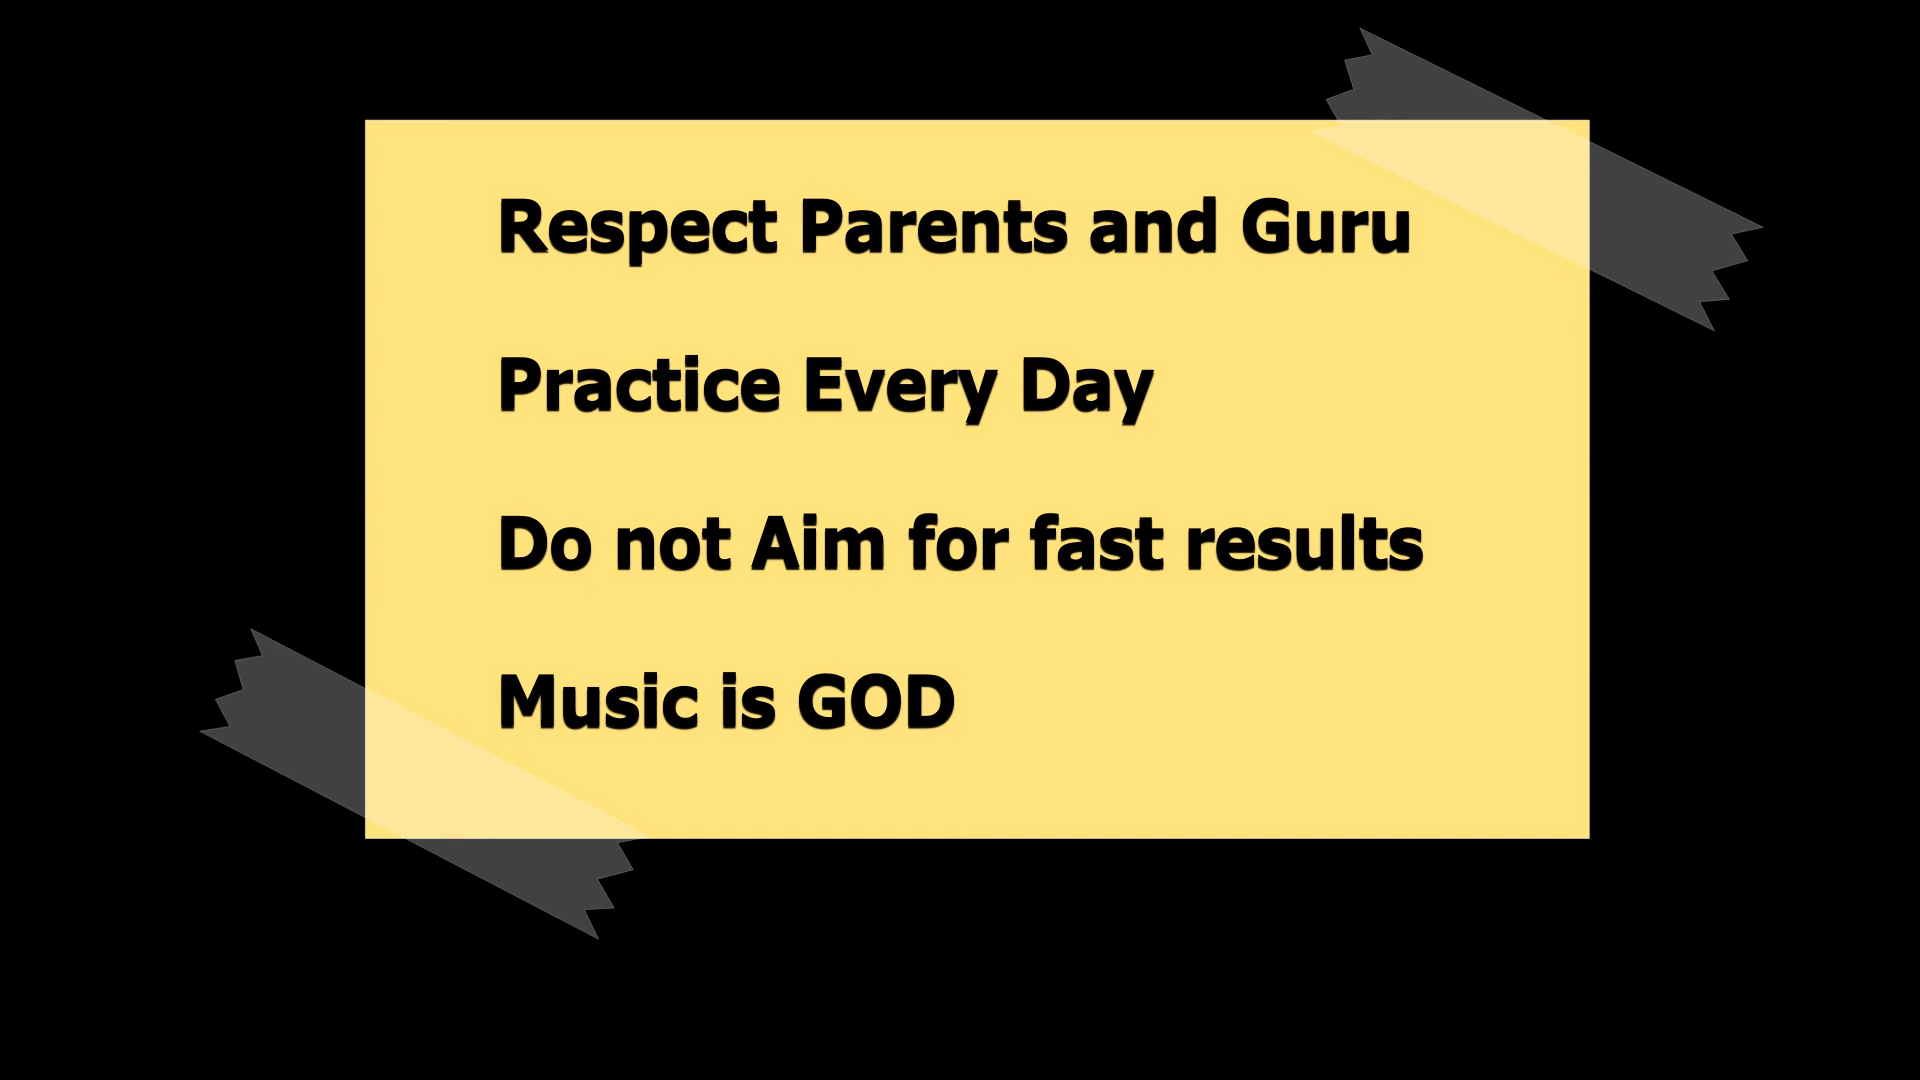 Respect Parents and Guru
Practice Every Day
Do not Aim for fast results
Music is GOD